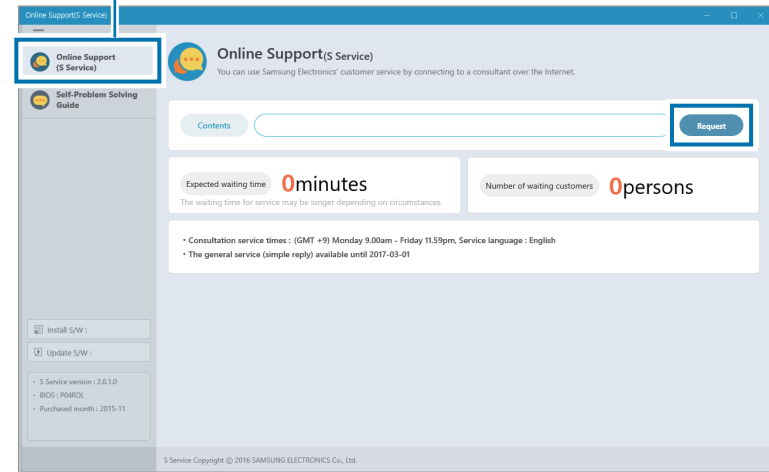 Online Support(S Service)
Online Support
(S Service)
Self-Problem Solving
Guide
Online Support(S Service)
You can use Samsung Electronics' customer service by connecting to a consultant over the Internet.
Contents
Request
Expected waiting time 0minutes
The waiting time for service may be longer depending on circumstances.
Number of waiting customers 0persons
• Consultation service times : (GMT +9) Monday 9.00am - Friday 11.59pm, Service language : English
• The general service (simple reply) available until 2017-03-01
Install S/W :
Update S/W :
• S Service version : 2.0.1.0
• BIOS : P04RDL
• Purchased month : 2015-11
S Service Copyright ⓒ 2016 SAMSUNG ELECTRONICS Co., Ltd.